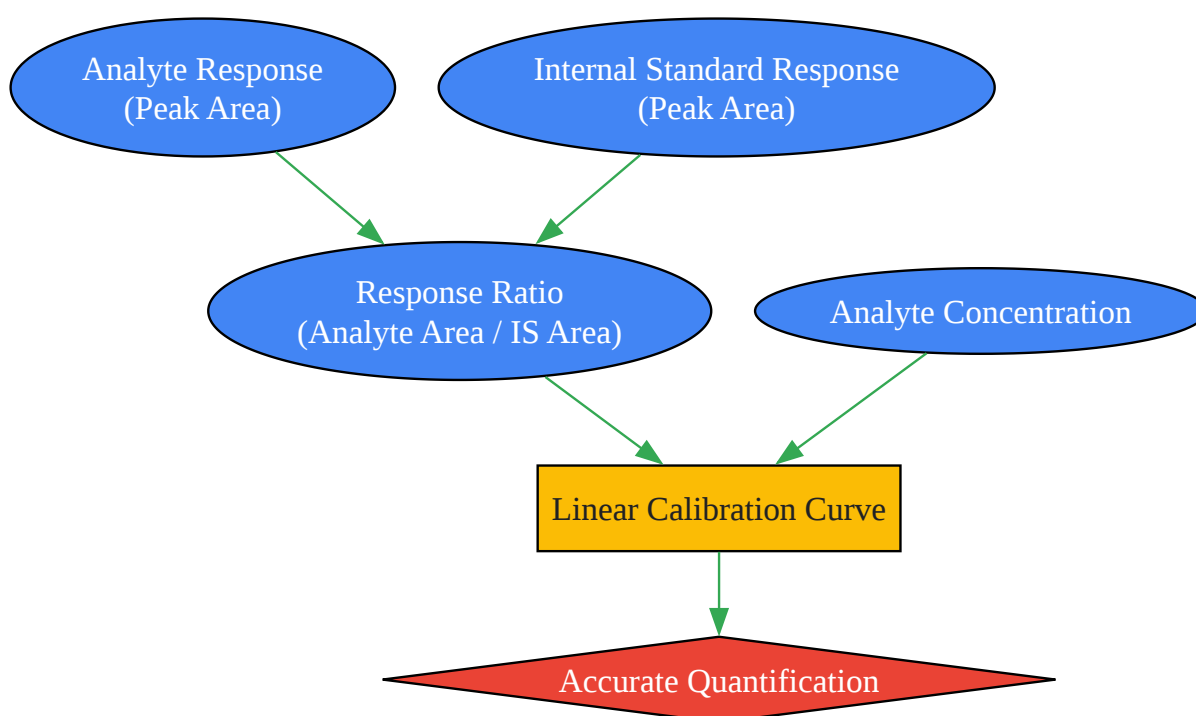 Analyte Response
(Peak Area)
Internal Standard Response
(Peak Area)
Response Ratio
(Analyte Area / IS Area)
Analyte Concentration
Linear Calibration Curve
Accurate Quantification